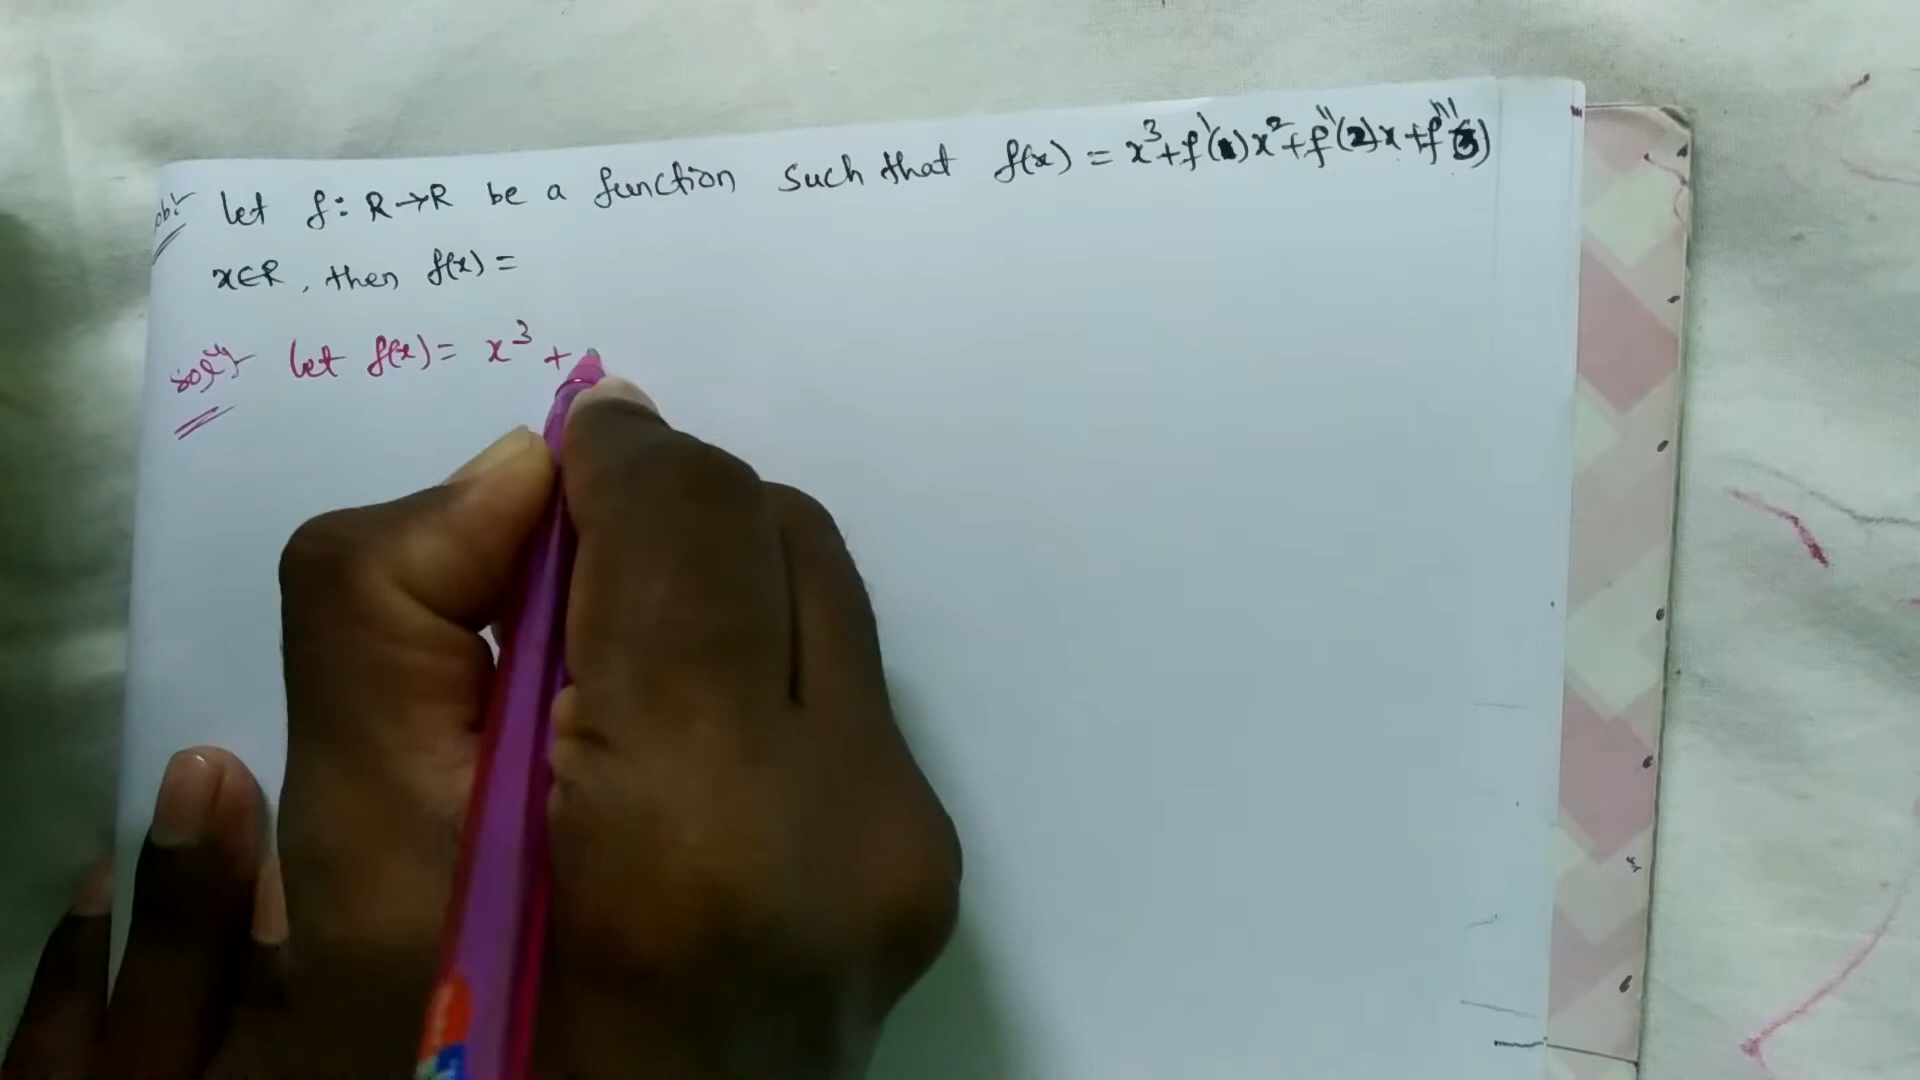 Let f: R→R be a function such that f(x) = x³+f'(1)x²+f''(2)x+f'''(3)
x∈R, then f(x) =
Let f(x) = x³ +